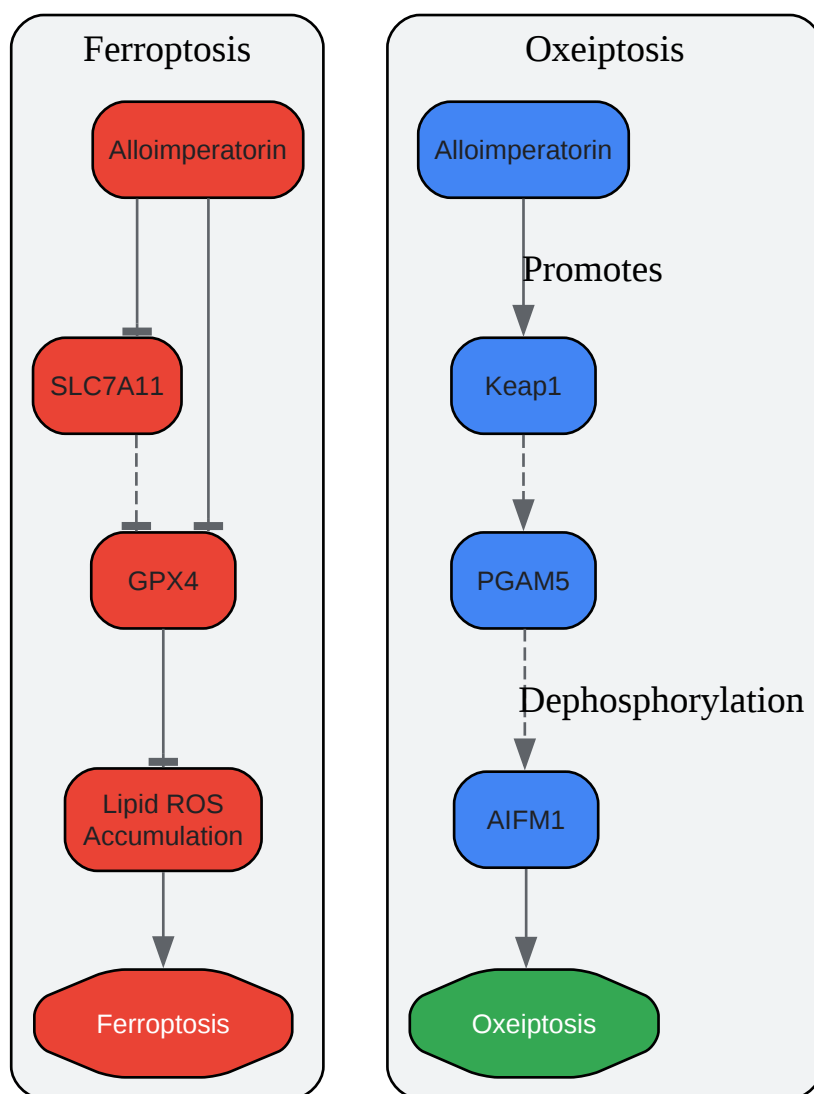 Ferroptosis
Alloimperatorin
SLC7A11
GPX4
Lipid ROS
Accumulation
Ferroptosis
Oxeiptosis
Alloimperatorin
Promotes
Keap1
PGAM5
Dephosphorylation
AIFM1
Oxeiptosis